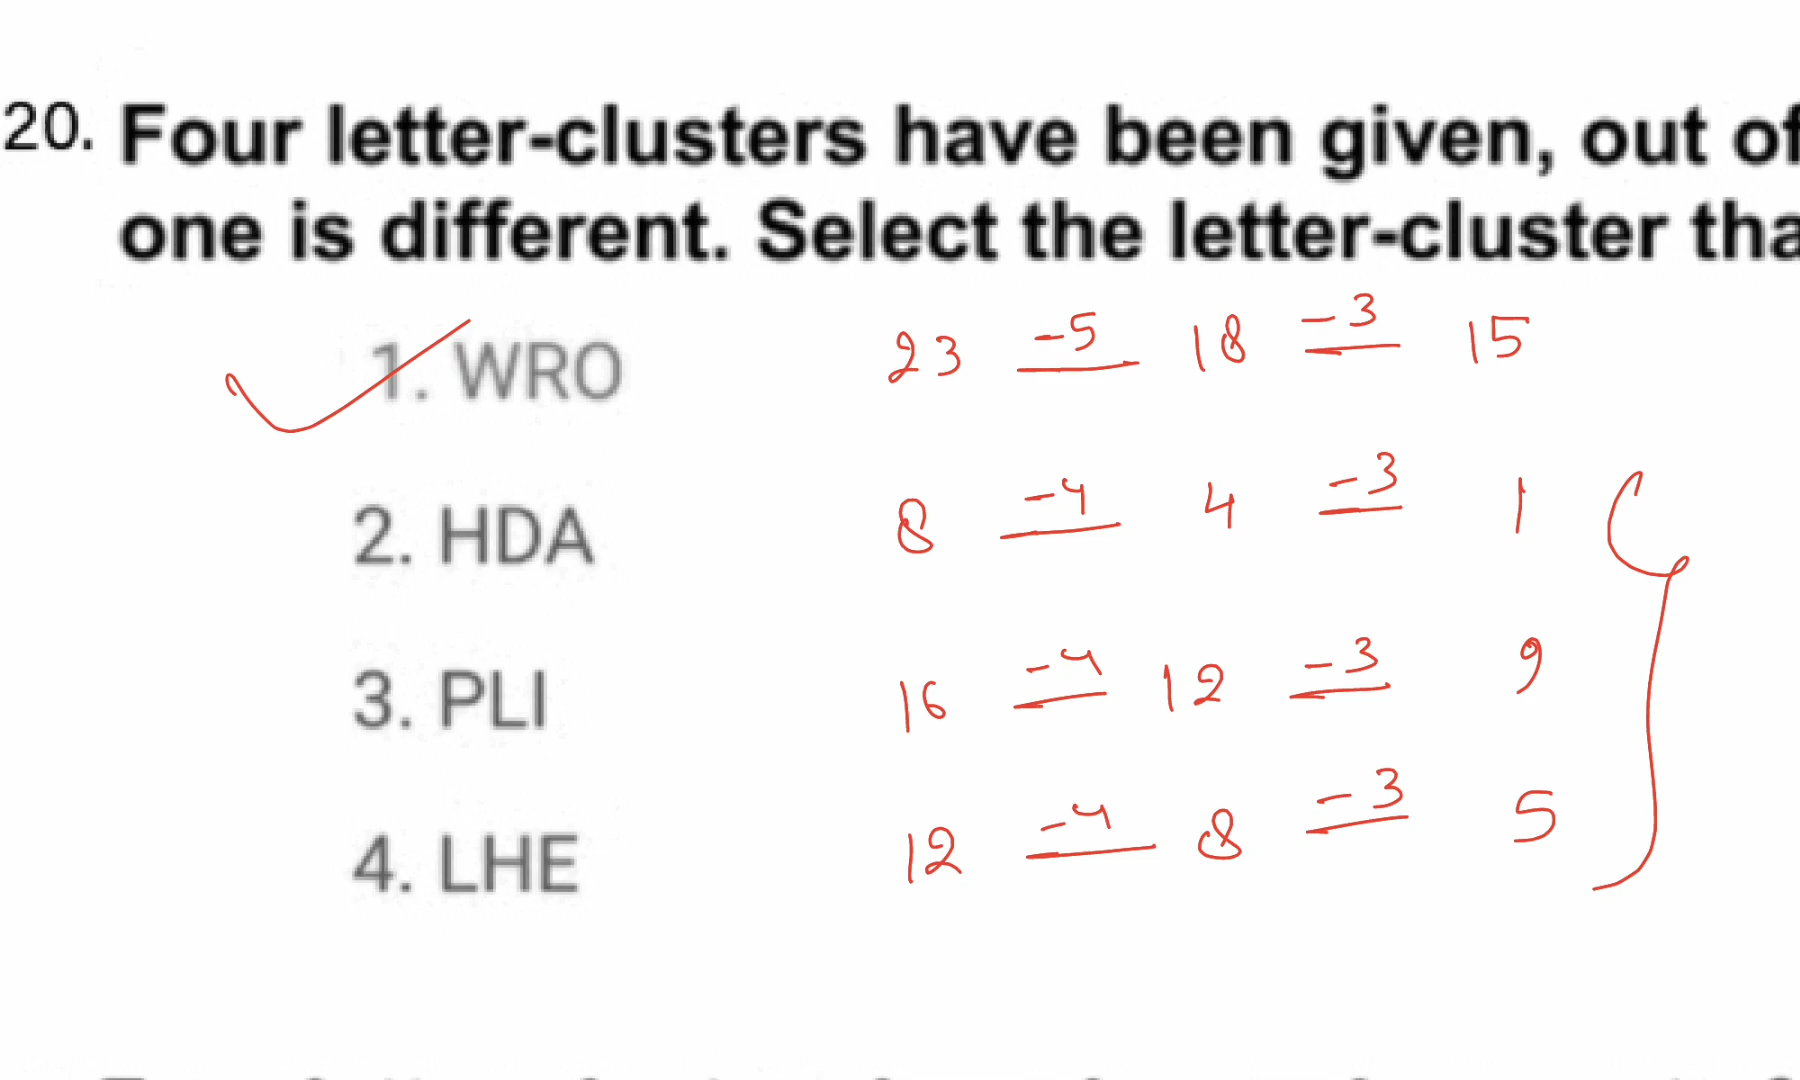 20. Four letter-clusters have been given, out of
one is different. Select the letter-cluster tha
1. WRO 23 -5 18 -3 15
2. HDA 8 -4 4 -3 1
3. PLI 16 -4 12 -3 9
4. LHE 12 -4 8 -3 5